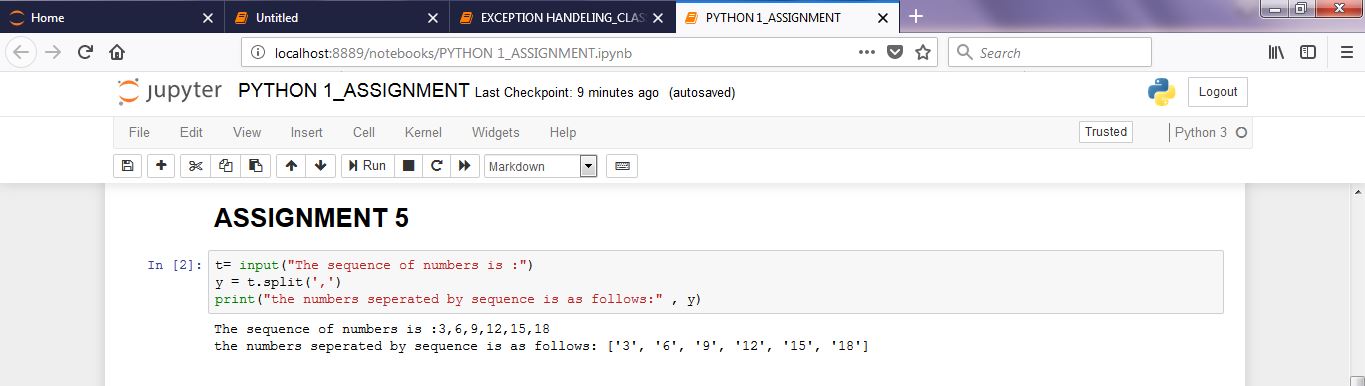 Home
Untitled
EXCEPTION HANDELING_CLAS
PYTHON 1_ASSIGNMENT
localhost:8889/notebooks/PYTHON 1_ASSIGNMENT.ipynb
Search
jupyter PYTHON 1_ASSIGNMENT Last Checkpoint: 9 minutes ago (autosaved)
Logout
File Edit View Insert Cell Kernel Widgets Help
Trusted
Python 3
Run
Markdown
ASSIGNMENT 5
In [2]:
t= input("The sequence of numbers is :")
y = t.split(',')
print("the numbers seperated by sequence is as follows:" , y)
The sequence of numbers is :3,6,9,12,15,18
the numbers seperated by sequence is as follows: ['3', '6', '9', '12', '15', '18']